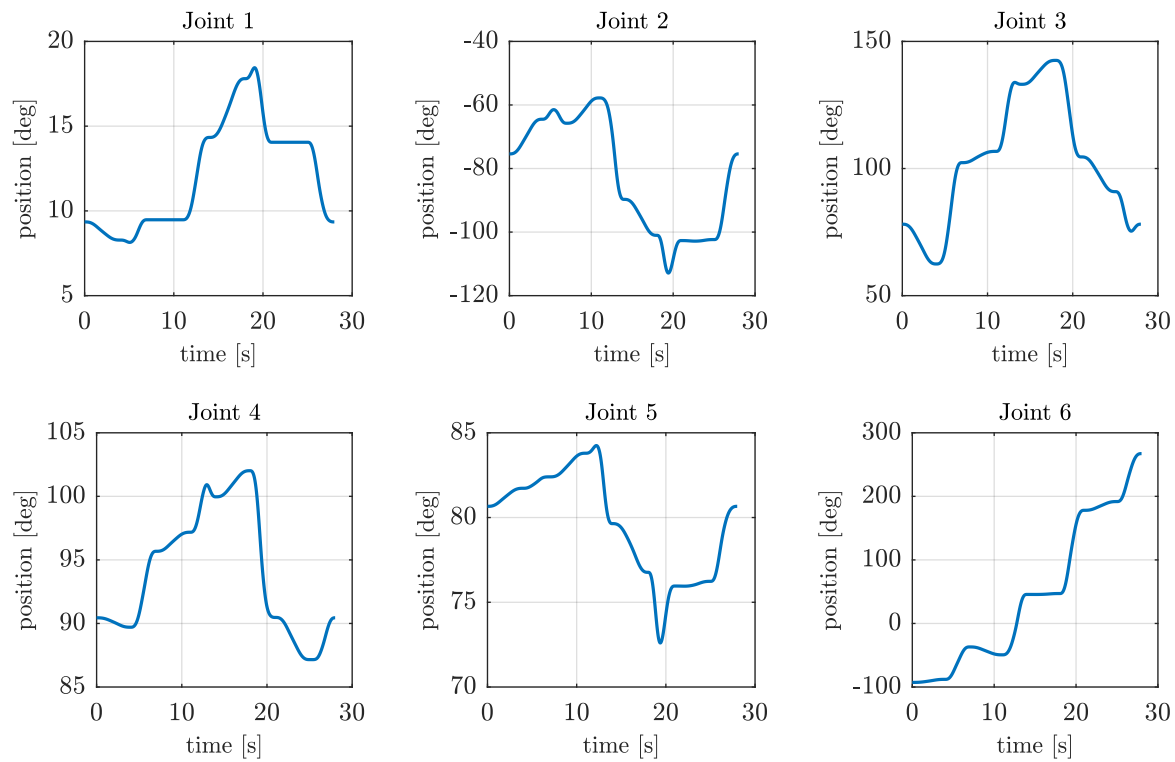 Joint 1
Joint 2
Joint 3
20
15
10
5
position [deg]
0 10 20 30
time [s]
-40
-60
-80
-100
-120
position [deg]
0 10 20 30
time [s]
150
100
50
position [deg]
0 10 20 30
time [s]
Joint 4
Joint 5
Joint 6
105
100
95
90
85
position [deg]
0 10 20 30
time [s]
85
80
75
70
position [deg]
0 10 20 30
time [s]
300
200
100
0
-100
position [deg]
0 10 20 30
time [s]